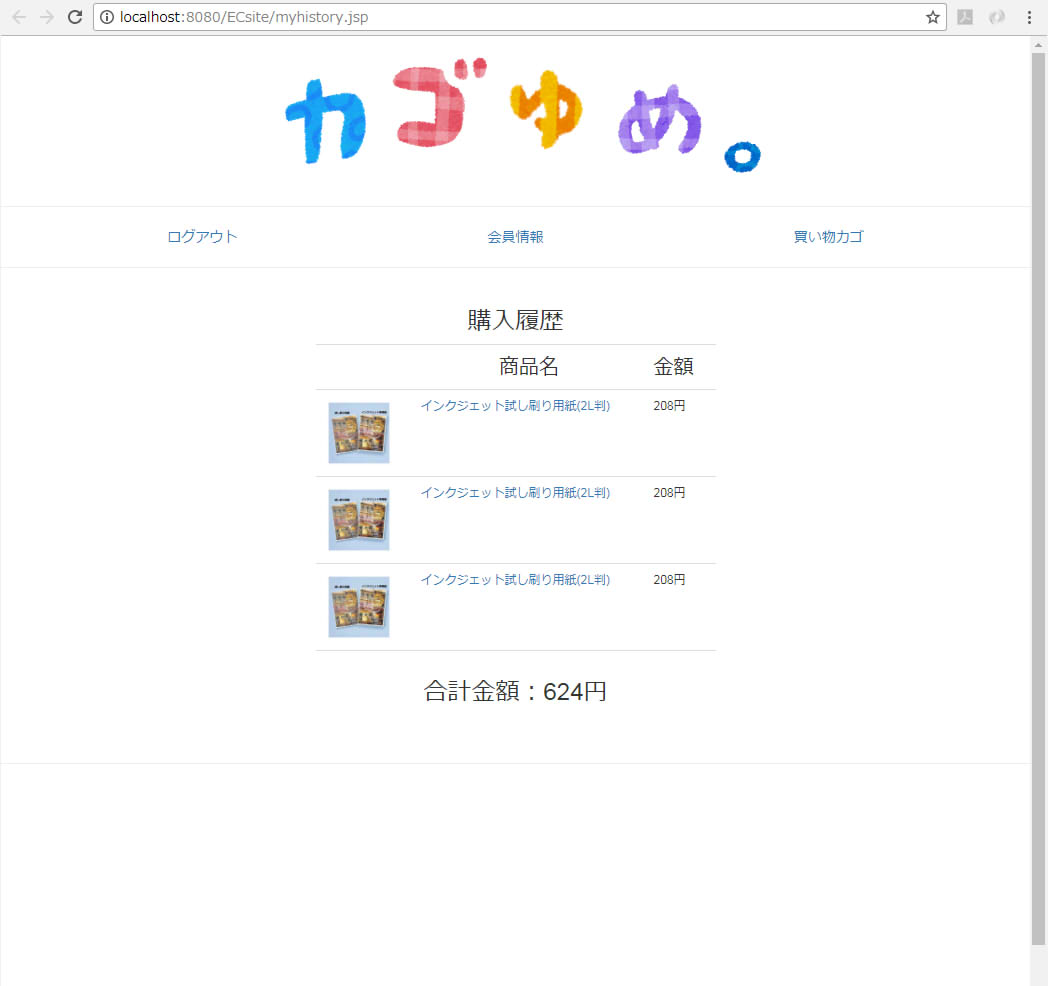 localhost:8080/ECsite/myhistory.jsp
カゴゆめ。
ログアウト 会員情報 買い物カゴ
購入履歴
商品名 金額
インクジェット試し刷り用紙(2L判) 208円
インクジェット試し刷り用紙(2L判) 208円
インクジェット試し刷り用紙(2L判) 208円
合計金額：624円